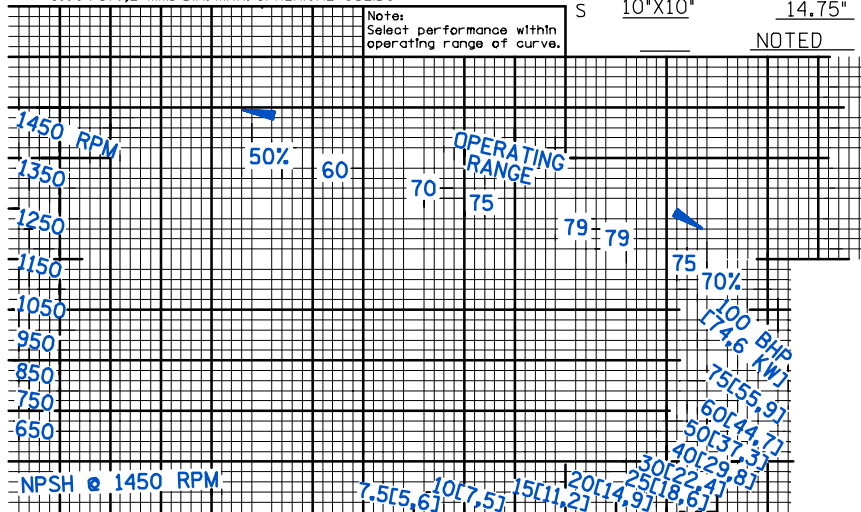 Note:
Select performance within
operating range of curve.
S 10"X10" 14.75"
NOTED
1450 RPM
OPERATING
RANGE
50%
60
1350
70
75
1250
79
79
1150
75
70%
1050
100 BHP
[74,6 KW]
950
850
75[55,9]
750
60[44,7]
650
50[37,3]
40[29,8]
30[22,4]
25[18,6]
20[14,9]
15[11,2]
10[7,5]
7.5[5,6]
NPSH @ 1450 RPM